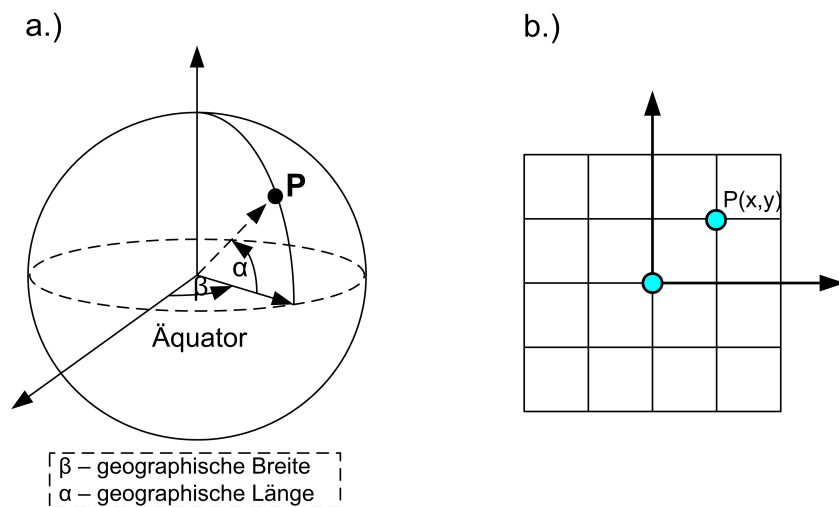 a.)
b.)
P
α
β
Äquator
P(x,y)
β – geographische Breite
α – geographische Länge